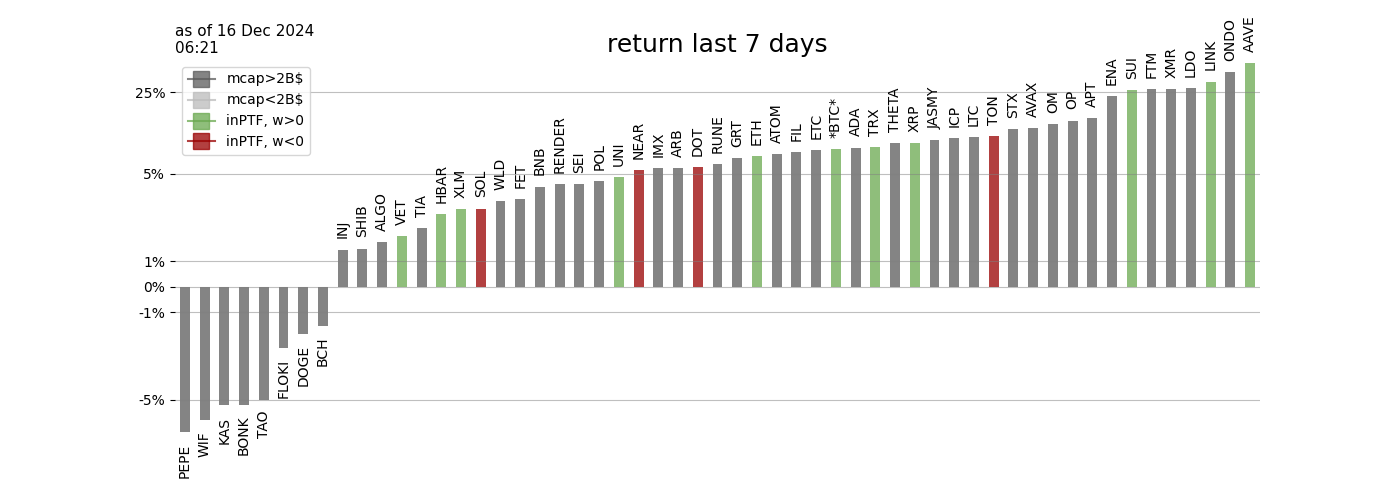 as of 16 Dec 2024
06:21
return last 7 days
mcap>2B$
mcap<2B$
inPTF, w>0
inPTF, w<0
25%
5%
1%
0%
-1%
-5%
PEPE
WIF
KAS
BONK
TAO
FLOKI
DOGE
BCH
INJ
SHIB
ALGO
VET
TIA
HBAR
XLM
SOL
WLD
FET
BNB
RENDER
SEI
POL
UNI
NEAR
IMX
ARB
DOT
RUNE
GRT
ETH
ATOM
FIL
ETC
*BTC*
ADA
TRX
THETA
XRP
JASMY
ICP
LTC
TON
STX
AVAX
OM
OP
APT
ENA
SUI
FTM
XMR
LDO
LINK
ONDO
AAVE